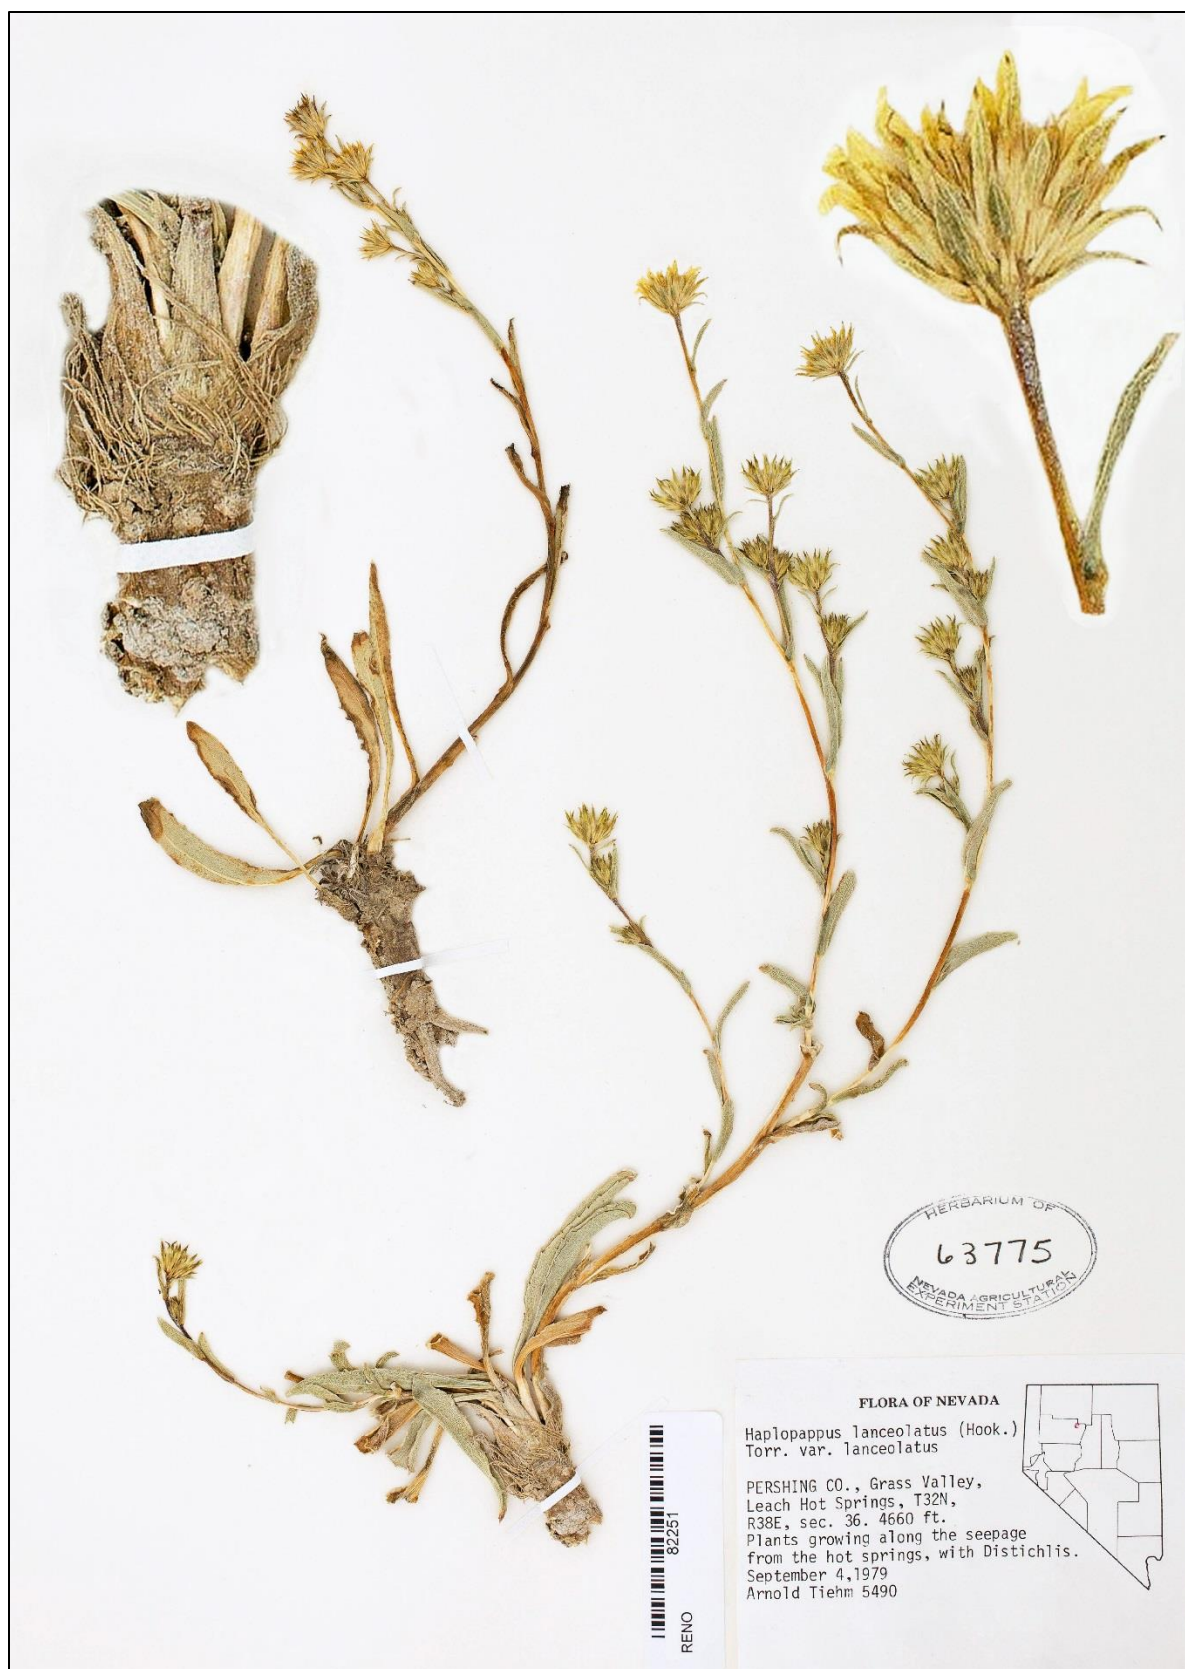 HERBARIUM OF
63775
NEVADA AGRICULTURAL
EXPERIMENT STATION
FLORA OF NEVADA
Haplopappus lanceolatus (Hook.)
Torr. var. lanceolatus
PERSHING CO., Grass Valley,
Leach Hot Springs, T32N,
R38E, sec. 36. 4660 ft.
Plants growing along the seepage
from the hot springs, with Distichlis.
September 4,1979
Arnold Tiehm 5490
82251
RENO